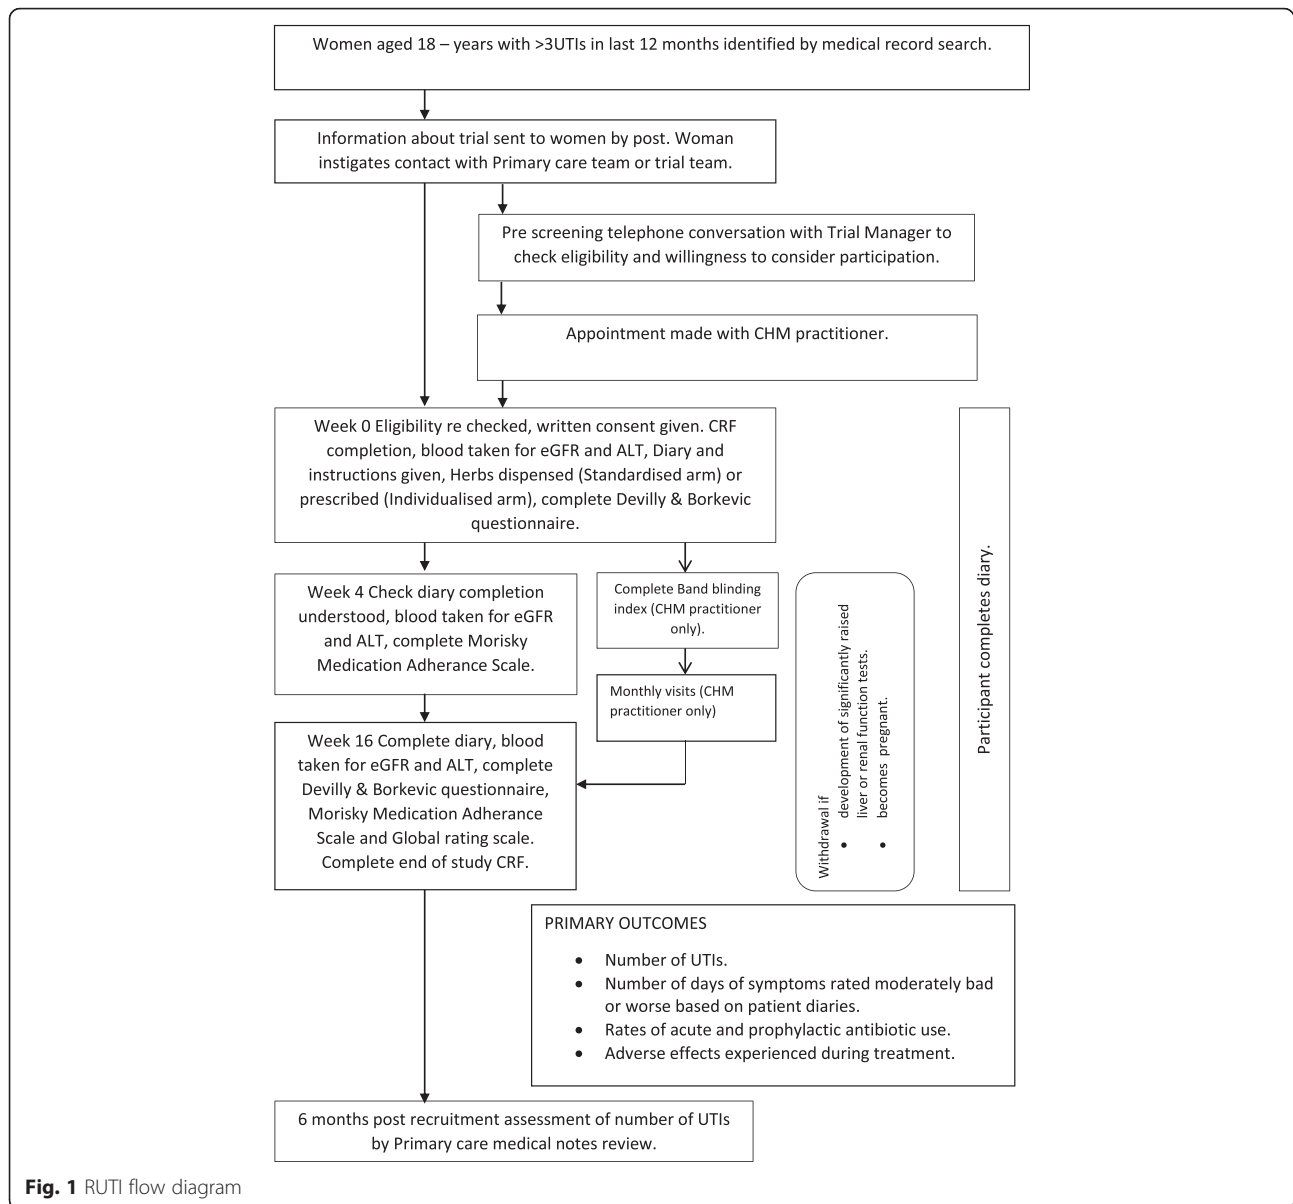 Women aged 18 – years with >3UTIs in last 12 months identified by medical record search.
Information about trial sent to women by post. Woman
instigates contact with Primary care team or trial team.
Pre screening telephone conversation with Trial Manager to
check eligibility and willingness to consider participation.
Appointment made with CHM practitioner.
Week 0 Eligibility re checked, written consent given. CRF
completion, blood taken for eGFR and ALT, Diary and
instructions given, Herbs dispensed (Standardised arm) or
prescribed (Individualised arm), complete Devilly & Borkevic
questionnaire.
Week 4 Check diary completion
understood, blood taken for eGFR
and ALT, complete Morisky
Medication Adherance Scale.
Complete Band blinding
index (CHM practitioner
only).
Monthly visits (CHM
practitioner only)
Week 16 Complete diary, blood
taken for eGFR and ALT, complete
Devilly & Borkevic questionnaire,
Morisky Medication Adherance
Scale and Global rating scale.
Complete end of study CRF.
Withdrawal if
• development of significantly raised
liver or renal function tests.
• becomes pregnant.
Participant completes diary.
PRIMARY OUTCOMES
• Number of UTIs.
• Number of days of symptoms rated moderately bad
or worse based on patient diaries.
• Rates of acute and prophylactic antibiotic use.
• Adverse effects experienced during treatment.
6 months post recruitment assessment of number of UTIs
by Primary care medical notes review.
Fig. 1 RUTI flow diagram